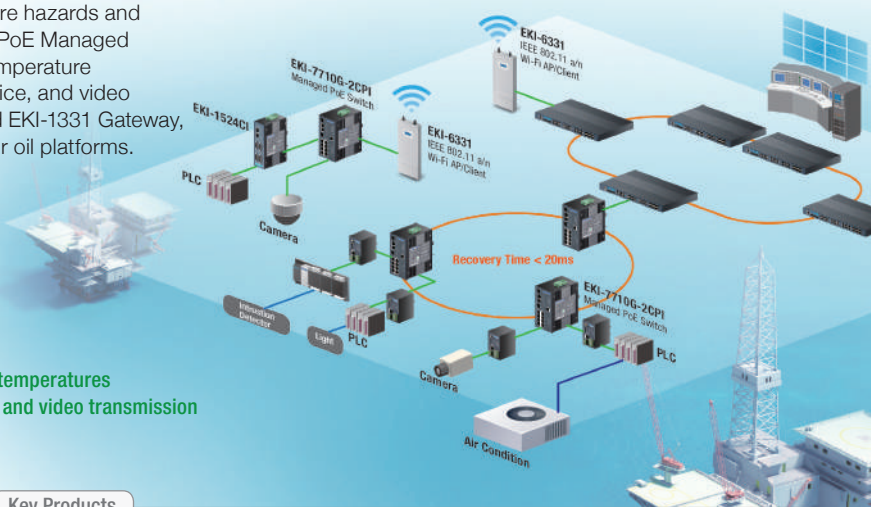 re hazards and
PoE Managed
mperature
ice, and video
d EKI-1331 Gateway,
r oil platforms.
EKI-6331
IEEE 802.11 a/n
Wi-Fi AP/Client
EKI-7710G-2CPI
Managed PoE Switch
EKI-1524CI
EKI-6331
IEEE 802.11 a/n
Wi-Fi AP/Client
PLC
Camera
Recovery Time < 20ms
Intrustion
Detector
Light
PLC
EKI-7710G-2CPI
Managed PoE Switch
PLC
Camera
Air Condition
temperatures
and video transmission
Key Products